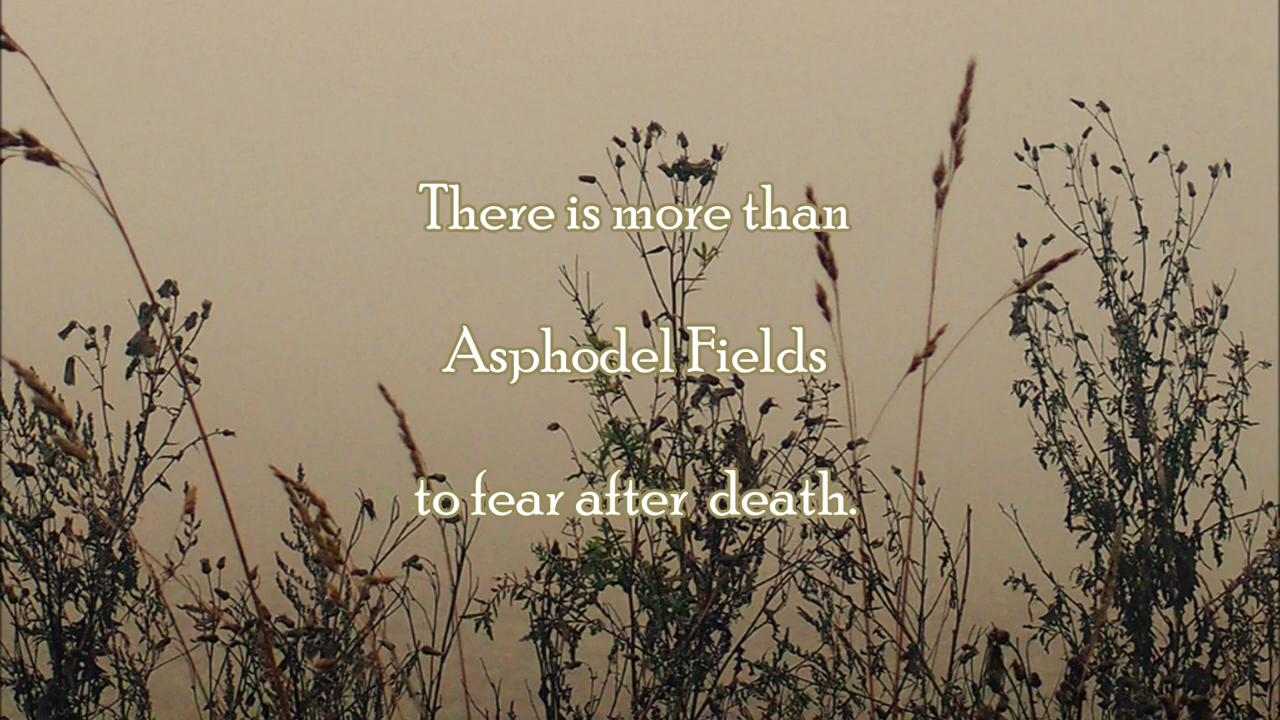 There is more than
Asphodel Fields
to fear after death.